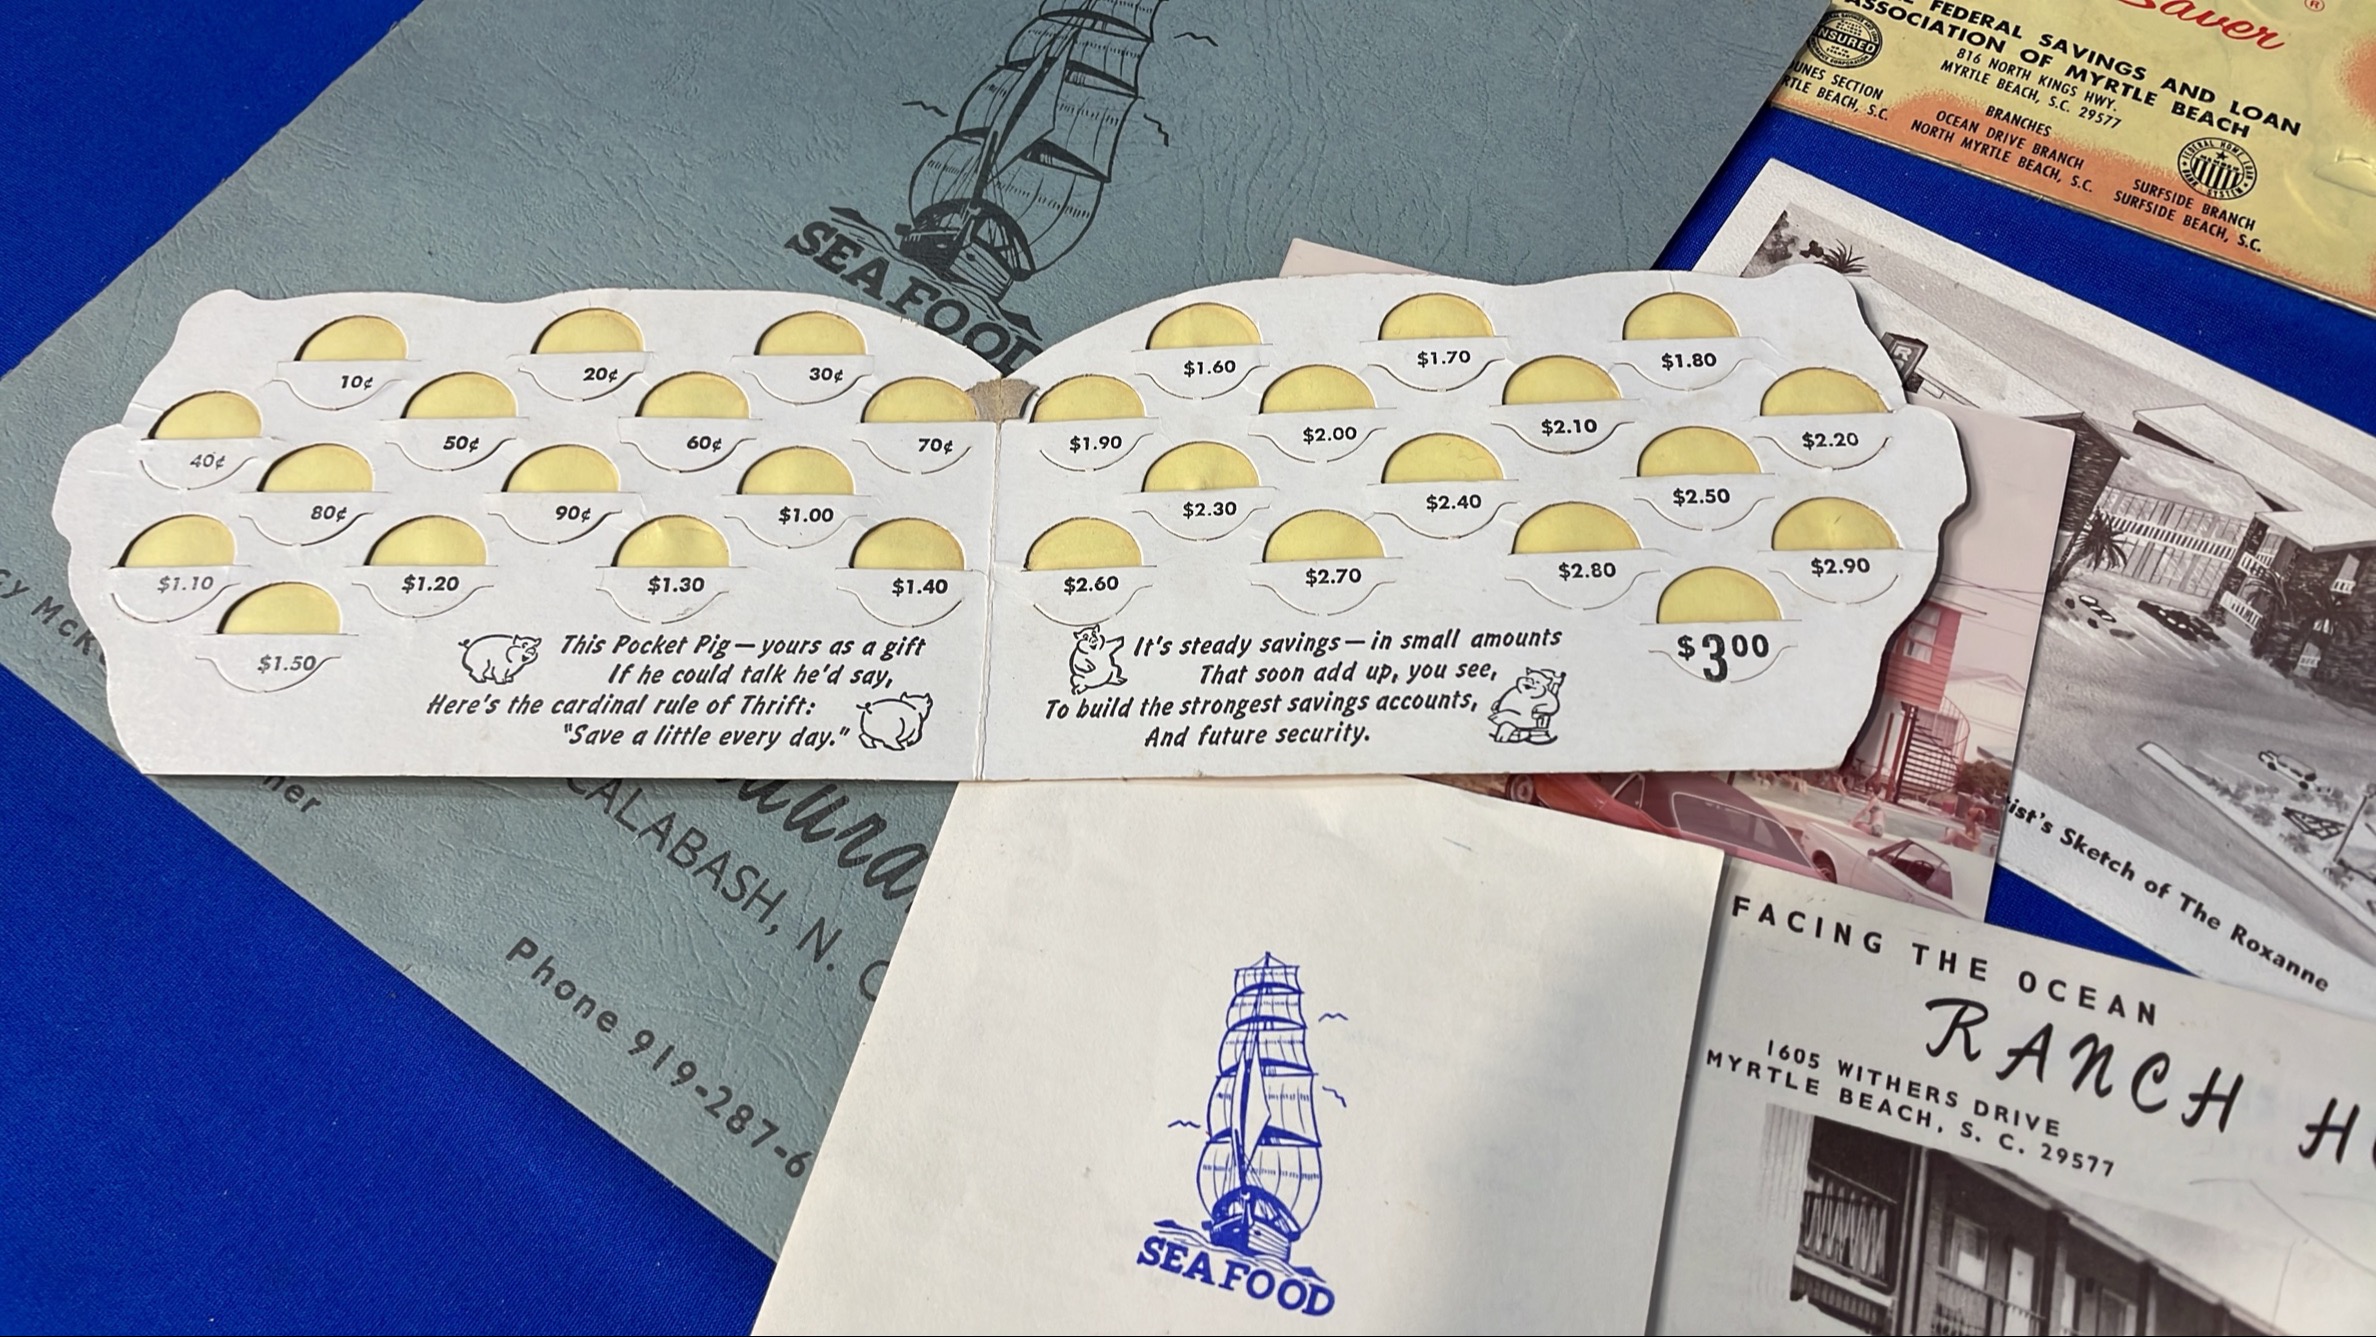 Saver ®
FEDERAL SAVINGS AND LOAN
ASSOCIATION OF MYRTLE BEACH
816 NORTH KINGS HWY.
MYRTLE BEACH, S.C. 29577
INSURED
SECTION
BEACH, S.C.
BRANCHES
OCEAN DRIVE BRANCH
NORTH MYRTLE BEACH, S.C.
SURFSIDE BRANCH
SURFSIDE BEACH, S.C.
FEDERAL HOME LOAN BANK SYSTEM
MEMBER
SEAFOOD
10¢ 20¢ 30¢
40¢ 50¢ 60¢ 70¢
80¢ 90¢ $1.00
$1.10 $1.20 $1.30 $1.40
$1.50
This Pocket Pig—yours as a gift
If he could talk he'd say,
Here's the cardinal rule of Thrift:
"Save a little every day."
$1.60 $1.70 $1.80
$1.90 $2.00 $2.10 $2.20
$2.30 $2.40 $2.50
$2.60 $2.70 $2.80 $2.90
$3.00
It's steady savings—in small amounts
That soon add up, you see,
To build the strongest savings accounts,
And future security.
CALABASH, N.
Phone 919-287-6
SEAFOOD
Sketch of The Roxanne
FACING THE OCEAN
RANCH
1605 WITHERS DRIVE
MYRTLE BEACH, S. C. 29577